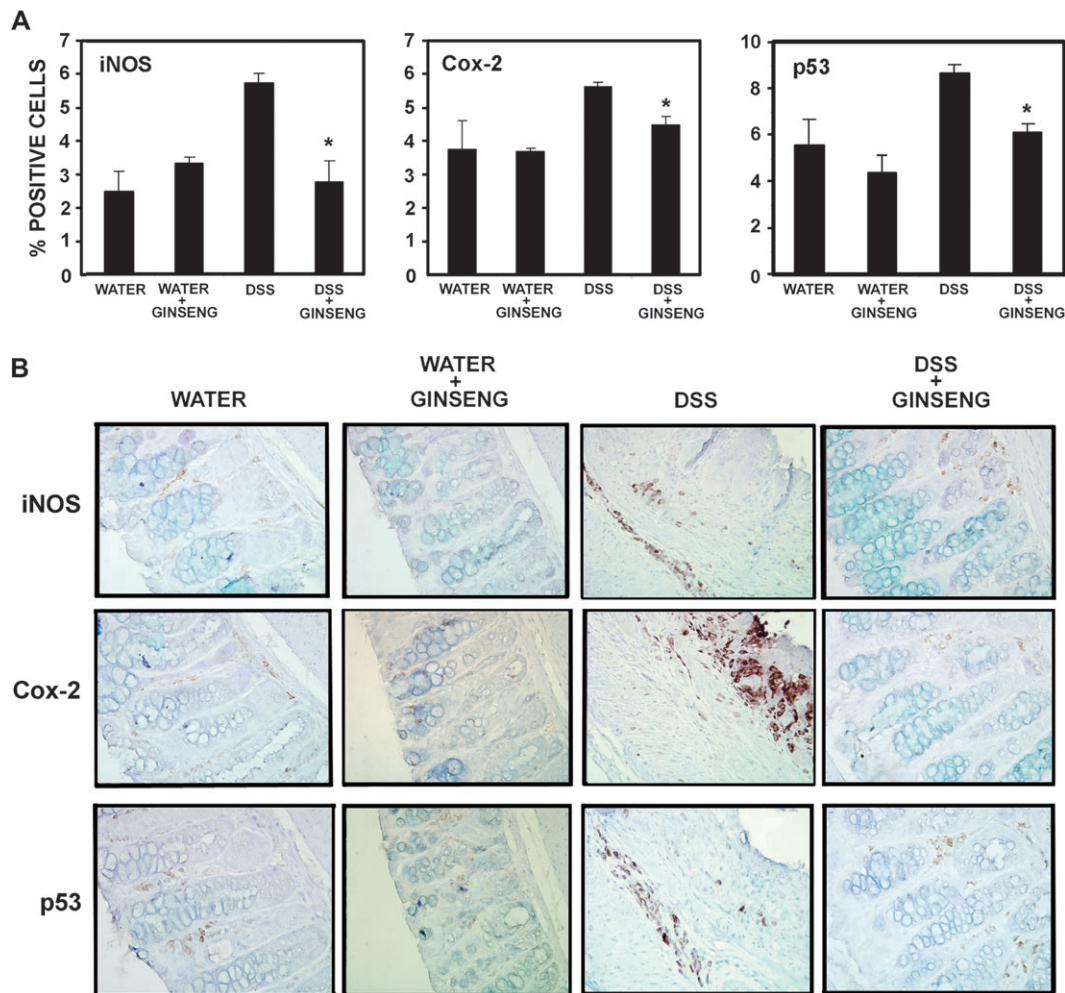 A
% POSITIVE CELLS
7
6
5
4
3
2
1
0
iNOS
*
WATER
WATER
+
GINSENG
DSS
DSS
+
GINSENG
7
6
5
4
3
2
1
0
Cox-2
*
WATER
WATER
+
GINSENG
DSS
DSS
+
GINSENG
10
8
6
4
2
0
p53
*
WATER
WATER
+
GINSENG
DSS
DSS
+
GINSENG
B
WATER
WATER
+
GINSENG
DSS
DSS
+
GINSENG
iNOS
Cox-2
p53